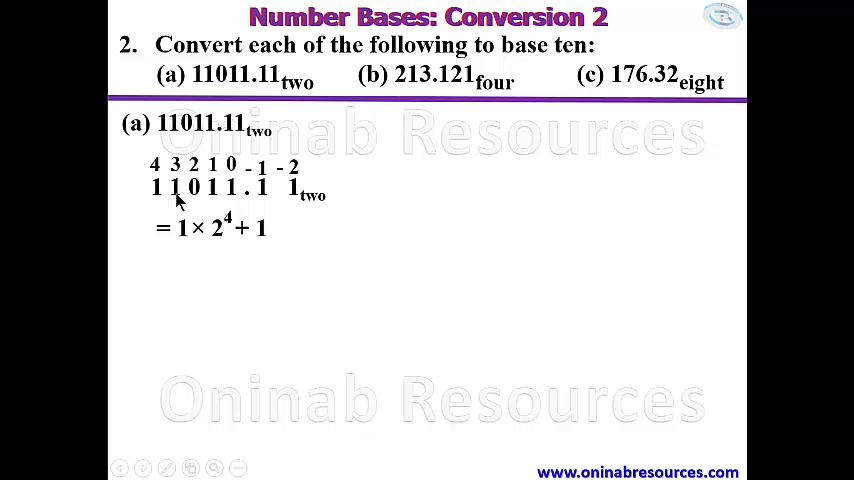 Number Bases: Conversion 2
2. Convert each of the following to base ten:
(a) 11011.11two (b) 213.121four (c) 176.32eight
(a) 11011.11two
4 3 2 1 0 -1 -2
1 1 0 1 1 . 1 1two
= 1 × 2⁴ + 1
Oninab Resources
Oninab Resources
www.oninabresources.com